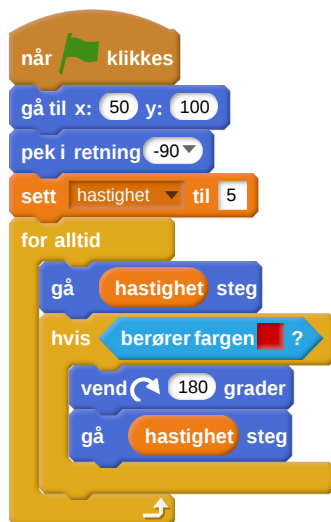 når klikkes
gå til x: 50 y: 100
pek i retning -90
sett hastighet til 5
for alltid
gå hastighet steg
hvis berører fargen ?
vend 180 grader
gå hastighet steg